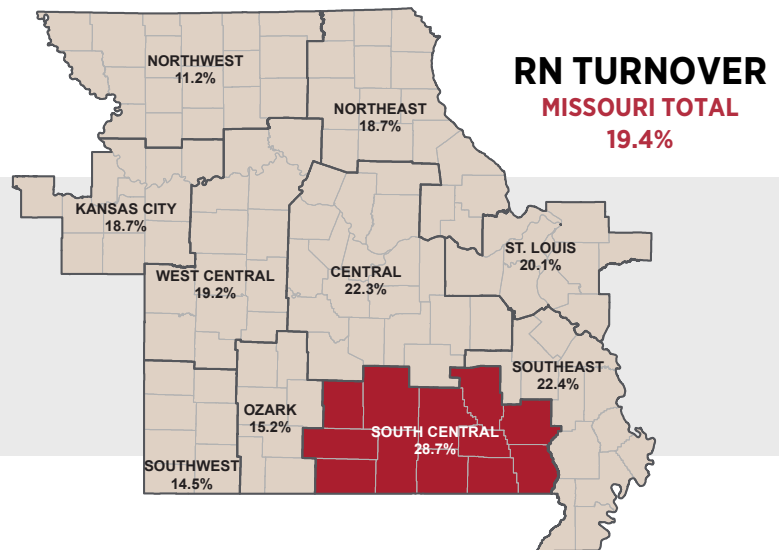 RN TURNOVER
MISSOURI TOTAL
19.4%
NORTHWEST
11.2%
NORTHEAST
18.7%
KANSAS CITY
18.7%
WEST CENTRAL
19.2%
CENTRAL
22.3%
ST. LOUIS
20.1%
SOUTHEAST
22.4%
OZARK
15.2%
SOUTH CENTRAL
28.7%
SOUTHWEST
14.5%